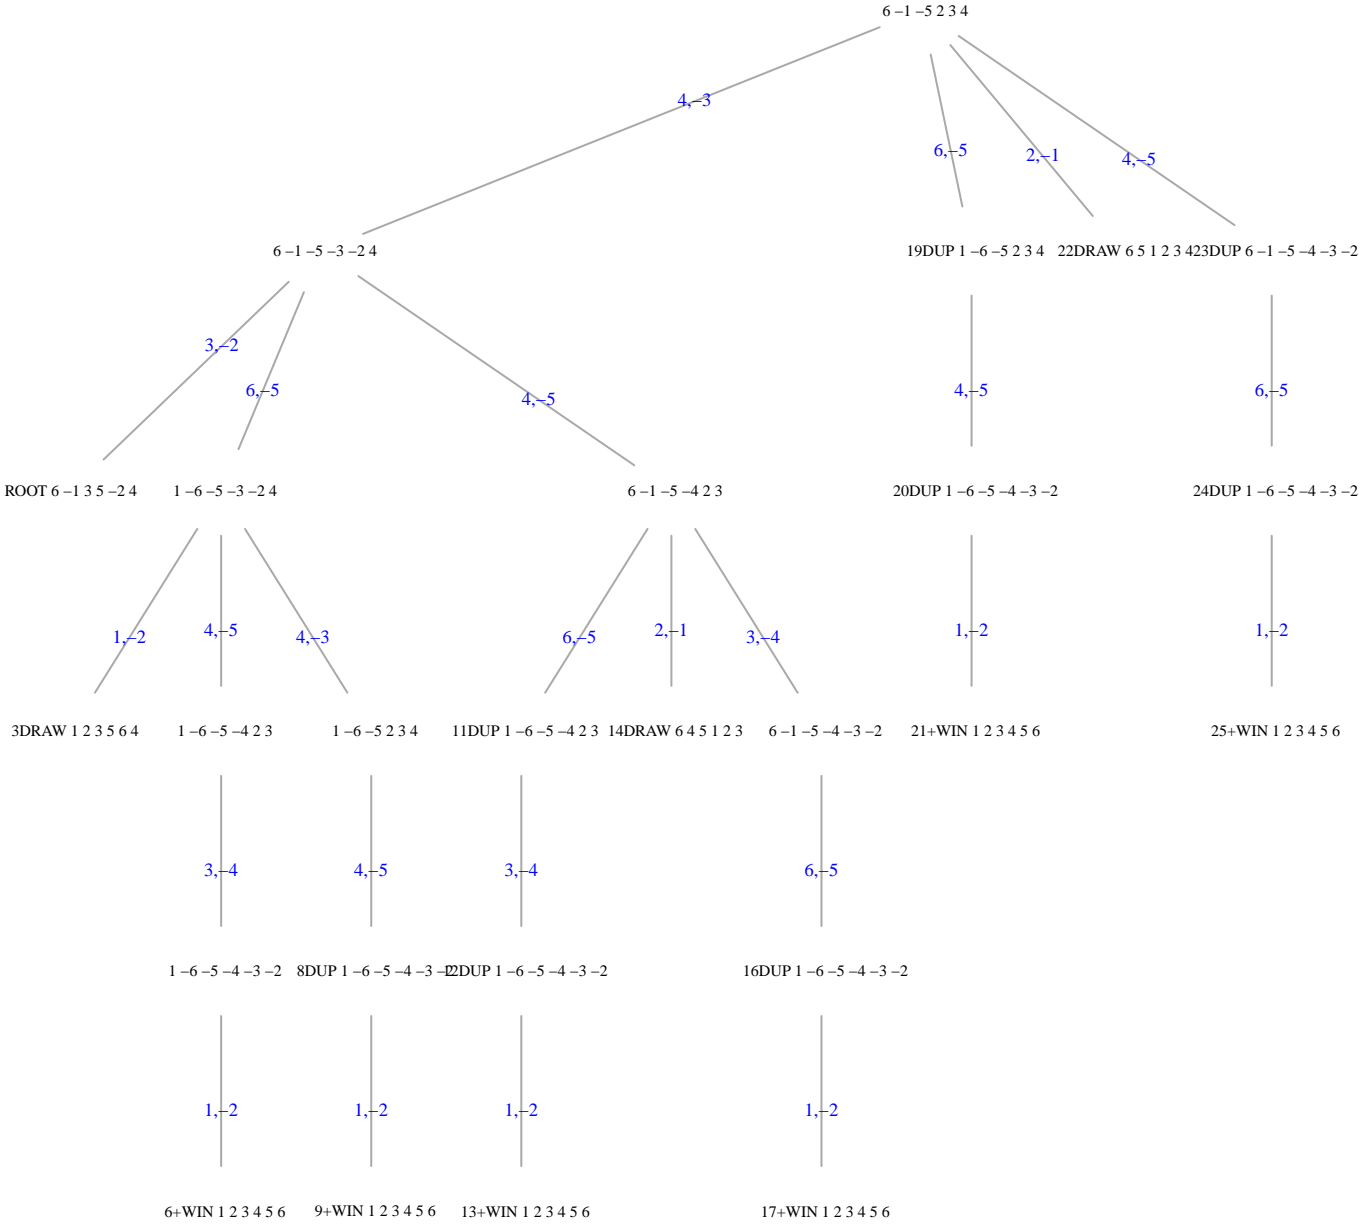 6 –1 –5 2 3 4
4,–3
6,–5
2,–1
4,–5
6 –1 –5 –3 –2 4
19DUP 1 –6 –5 2 3 4
22DRAW 6 5 1 2 3 4
23DUP 6 –1 –5 –4 –3 –2
3,–2
6,–5
4,–5
4,–5
6,–5
ROOT 6 –1 3 5 –2 4
1 –6 –5 –3 –2 4
6 –1 –5 –4 2 3
20DUP 1 –6 –5 –4 –3 –2
24DUP 1 –6 –5 –4 –3 –2
1,–2
4,–5
4,–3
6,–5
2,–1
3,–4
1,–2
1,–2
3DRAW 1 2 3 5 6 4
1 –6 –5 –4 2 3
1 –6 –5 2 3 4
11DUP 1 –6 –5 –4 2 3
14DRAW 6 4 5 1 2 3
6 –1 –5 –4 –3 –2
21+WIN 1 2 3 4 5 6
25+WIN 1 2 3 4 5 6
3,–4
4,–5
3,–4
6,–5
1 –6 –5 –4 –3 –2
8DUP 1 –6 –5 –4 –3 –2
12DUP 1 –6 –5 –4 –3 –2
16DUP 1 –6 –5 –4 –3 –2
1,–2
1,–2
1,–2
1,–2
6+WIN 1 2 3 4 5 6
9+WIN 1 2 3 4 5 6
13+WIN 1 2 3 4 5 6
17+WIN 1 2 3 4 5 6